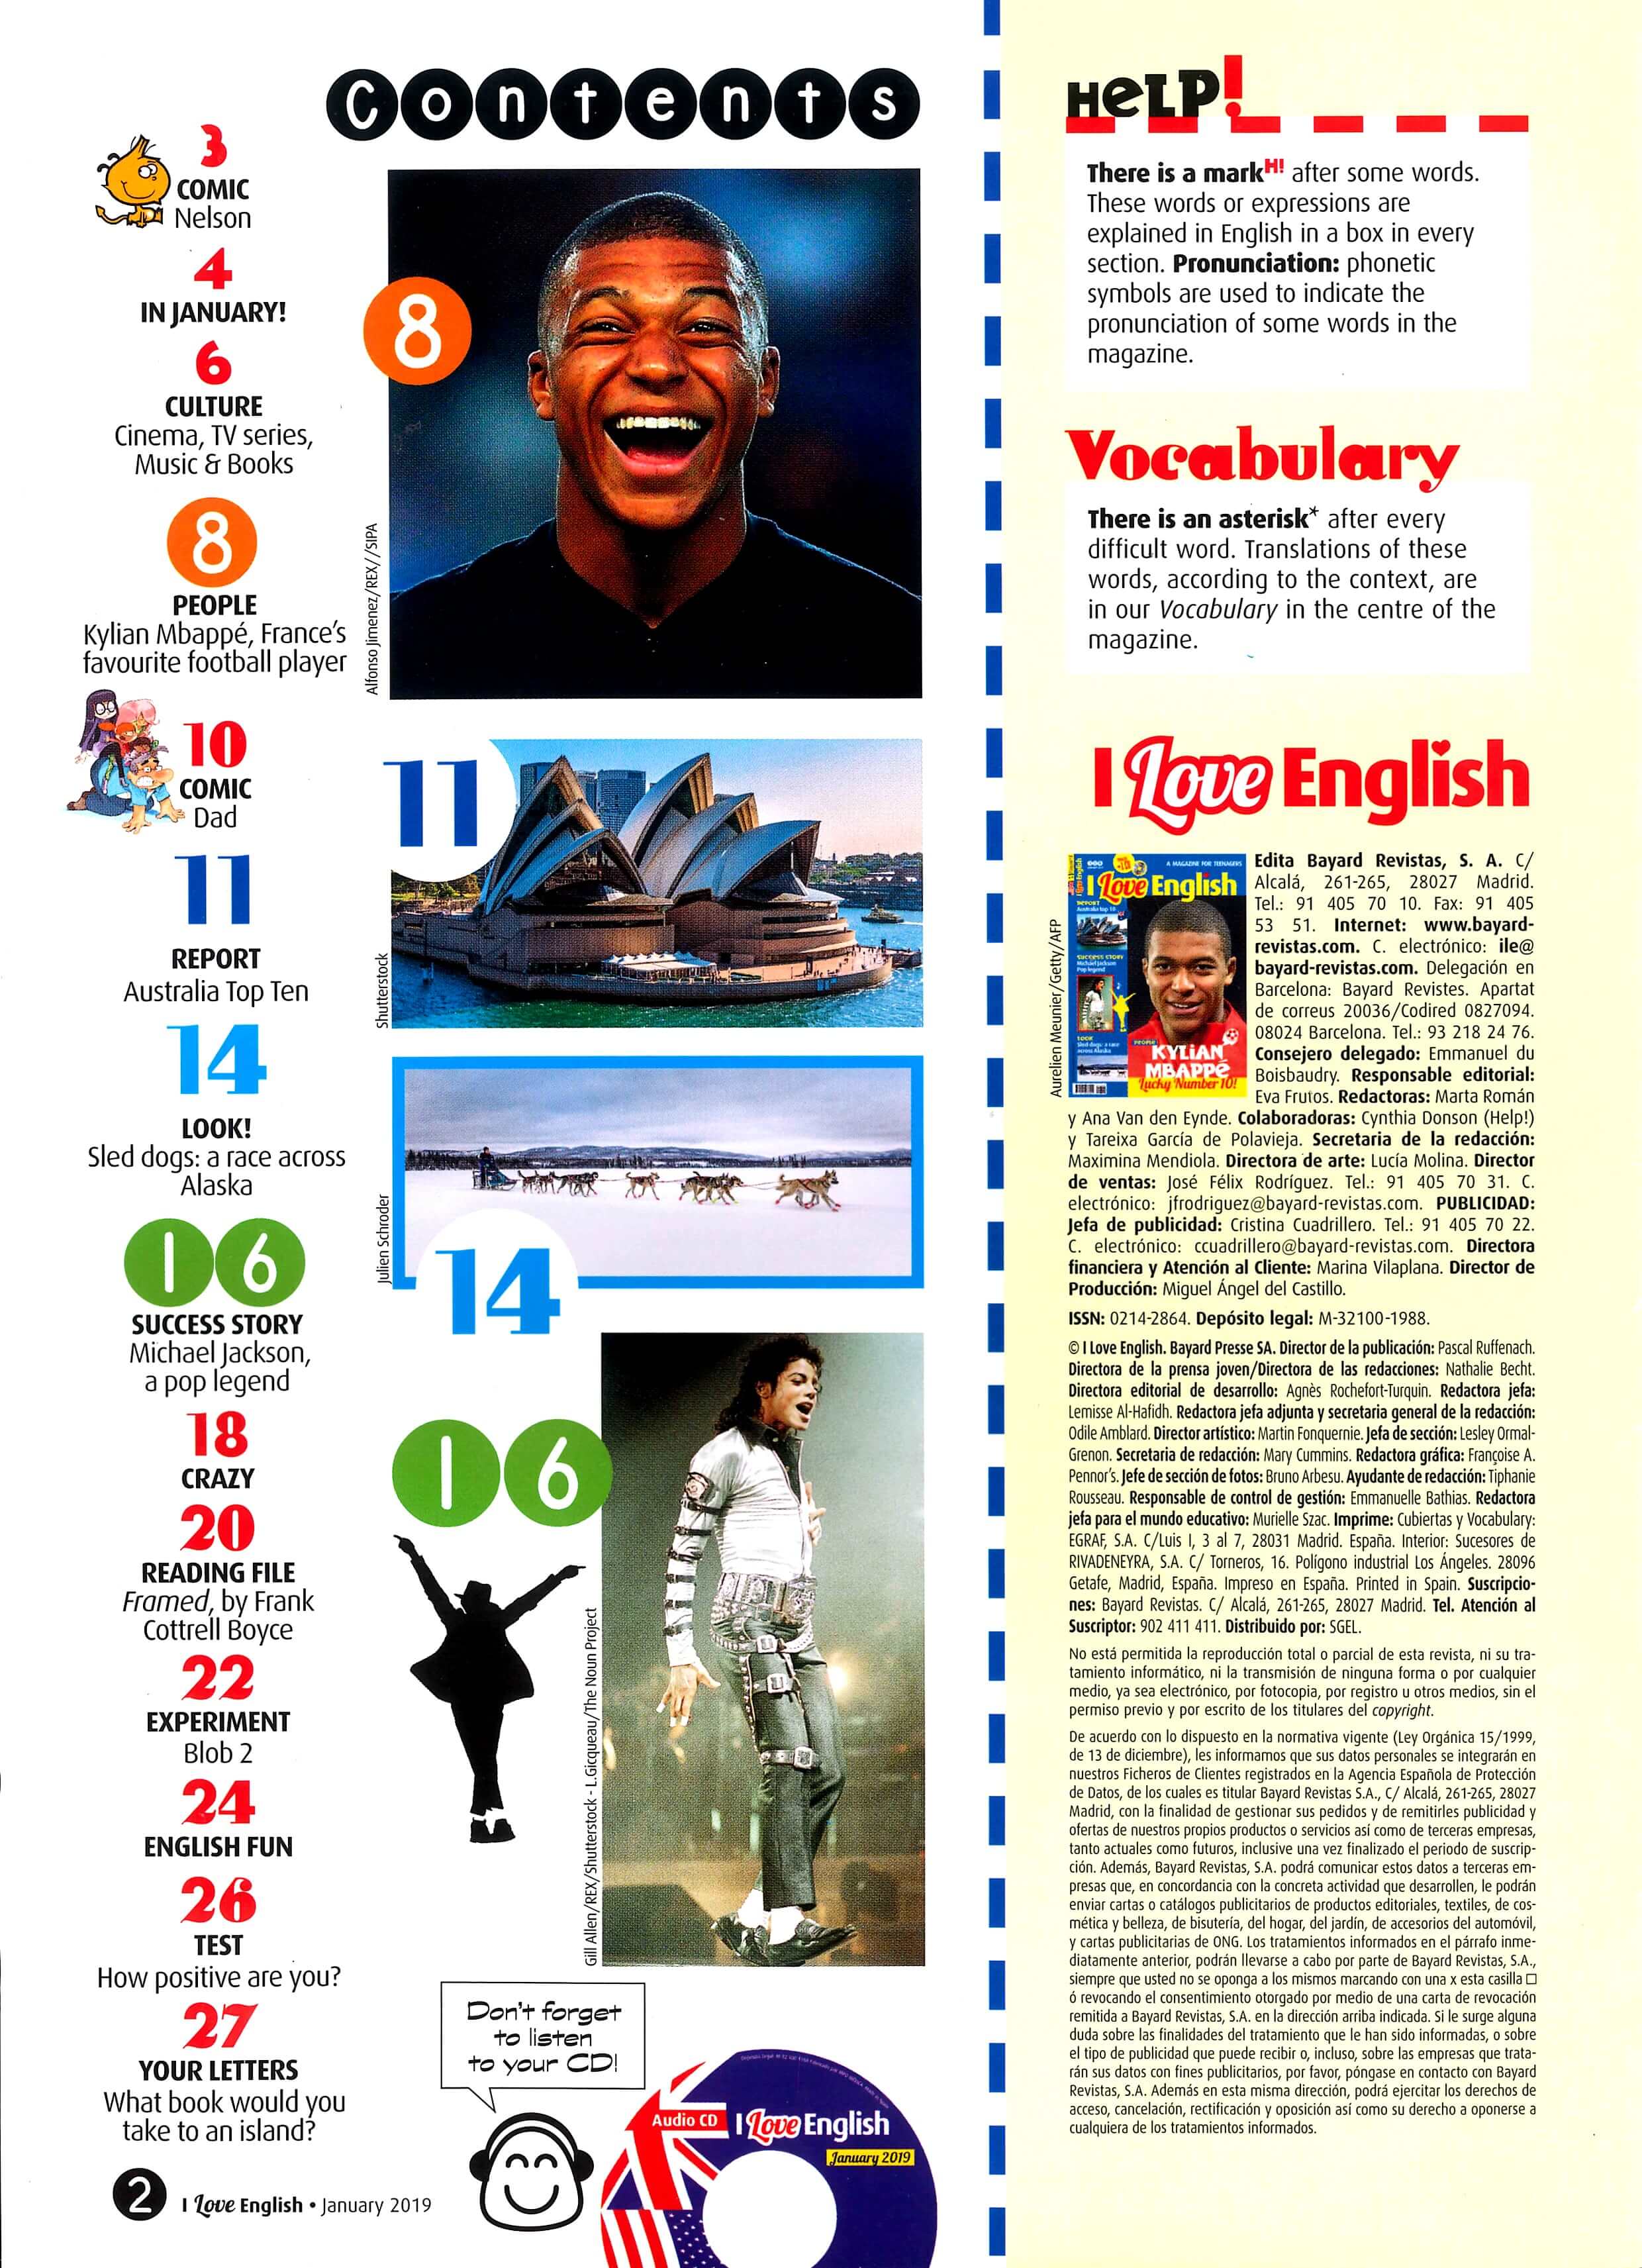 Contents
3
COMIC
Nelson
4
IN JANUARY!
6
CULTURE
Cinema, TV series,
Music & Books
8
PEOPLE
Kylian Mbappé, France's
favourite football player
10
COMIC
Dad
11
REPORT
Australia Top Ten
14
LOOK!
Sled dogs: a race across
Alaska
16
SUCCESS STORY
Michael Jackson,
a pop legend
18
CRAZY
20
READING FILE
Framed, by Frank
Cottrell Boyce
22
EXPERIMENT
Blob 2
24
ENGLISH FUN
26
TEST
How positive are you?
27
YOUR LETTERS
What book would you
take to an island?
2
I Love English • January 2019
8
Alfonso Jimenez/REX//SIPA
11
Shutterstock
14
Julien Schroder
16
Gill Allen/REX/Shutterstock - L.Gicqueau/The Noun Project
Don't forget
to listen
to your CD!
Audio CD
I Love English
January 2019
HELP!
There is a markH! after some words.
These words or expressions are
explained in English in a box in every
section. Pronunciation: phonetic
symbols are used to indicate the
pronunciation of some words in the
magazine.
Vocabulary
There is an asterisk* after every
difficult word. Translations of these
words, according to the context, are
in our Vocabulary in the centre of the
magazine.
I Love English
Aurelien Meunier/Getty/AFP
A MAGAZINE FOR TEENAGERS
I Love English
REPORT
Australia top 10
SUCCESS STORY
Michael Jackson
Pop legend
LOOK
Sled dogs: a race
across Alaska
PEOPLE
KYLIAN
MBAPPÉ
Lucky Number 10!
Edita Bayard Revistas, S. A. C/
Alcalá, 261-265, 28027 Madrid.
Tel.: 91 405 70 10. Fax: 91 405
53 51. Internet: www.bayard-
revistas.com. C. electrónico: ile@
bayard-revistas.com. Delegación en
Barcelona: Bayard Revistes. Apartat
de correus 20036/Codired 0827094.
08024 Barcelona. Tel.: 93 218 24 76.
Consejero delegado: Emmanuel du
Boisbaudry. Responsable editorial:
Eva Frutos. Redactoras: Marta Román
y Ana Van den Eynde. Colaboradoras: Cynthia Donson (Help!)
y Tareixa García de Polavieja. Secretaria de la redacción:
Maximina Mendiola. Directora de arte: Lucía Molina. Director
de ventas: José Félix Rodríguez. Tel.: 91 405 70 31. C.
electrónico: jfrodriguez@bayard-revistas.com. PUBLICIDAD:
Jefa de publicidad: Cristina Cuadrillero. Tel.: 91 405 70 22.
C. electrónico: ccuadrillero@bayard-revistas.com. Directora
financiera y Atención al Cliente: Marina Vilaplana. Director de
Producción: Miguel Ángel del Castillo.
ISSN: 0214-2864. Depósito legal: M-32100-1988.
© I Love English. Bayard Presse SA. Director de la publicación: Pascal Ruffenach.
Directora de la prensa joven/Directora de las redacciones: Nathalie Becht.
Directora editorial de desarrollo: Agnès Rochefort-Turquin. Redactora jefa:
Lemisse Al-Hafidh. Redactora jefa adjunta y secretaria general de la redacción:
Odile Amblard. Director artístico: Martin Fonquernie. Jefa de sección: Lesley Ormal-
Grenon. Secretaria de redacción: Mary Cummins. Redactora gráfica: Françoise A.
Pennor's. Jefe de sección de fotos: Bruno Arbesu. Ayudante de redacción: Tiphanie
Rousseau. Responsable de control de gestión: Emmanuelle Bathias. Redactora
jefa para el mundo educativo: Murielle Szac. Imprime: Cubiertas y Vocabulary:
EGRAF, S.A. C/Luis I, 3 al 7, 28031 Madrid. España. Interior: Sucesores de
RIVADENEYRA, S.A. C/ Torneros, 16. Polígono industrial Los Ángeles. 28096
Getafe, Madrid, España. Impreso en España. Printed in Spain. Suscripcio-
nes: Bayard Revistas. C/ Alcalá, 261-265, 28027 Madrid. Tel. Atención al
Suscriptor: 902 411 411. Distribuido por: SGEL.
No está permitida la reproducción total o parcial de esta revista, ni su tra-
tamiento informático, ni la transmisión de ninguna forma o por cualquier
medio, ya sea electrónico, por fotocopia, por registro u otros medios, sin el
permiso previo y por escrito de los titulares del copyright.
De acuerdo con lo dispuesto en la normativa vigente (Ley Orgánica 15/1999,
de 13 de diciembre), les informamos que sus datos personales se integrarán en
nuestros Ficheros de Clientes registrados en la Agencia Española de Protección
de Datos, de los cuales es titular Bayard Revistas S.A., C/ Alcalá, 261-265, 28027
Madrid, con la finalidad de gestionar sus pedidos y de remitirles publicidad y
ofertas de nuestros propios productos o servicios así como de terceras empresas,
tanto actuales como futuros, inclusive una vez finalizado el periodo de suscrip-
ción. Además, Bayard Revistas, S.A. podrá comunicar estos datos a terceras em-
presas que, en concordancia con la concreta actividad que desarrollen, le podrán
enviar cartas o catálogos publicitarios de productos editoriales, textiles, de cos-
mética y belleza, de bisutería, del hogar, del jardín, de accesorios del automóvil,
y cartas publicitarias de ONG. Los tratamientos informados en el párrafo inme-
diatamente anterior, podrán llevarse a cabo por parte de Bayard Revistas, S.A.,
siempre que usted no se oponga a los mismos marcando con una x esta casilla □
ó revocando el consentimiento otorgado por medio de una carta de revocación
remitida a Bayard Revistas, S.A. en la dirección arriba indicada. Si le surge alguna
duda sobre las finalidades del tratamiento que le han sido informadas, o sobre
el tipo de publicidad que puede recibir o, incluso, sobre las empresas que trata-
rán sus datos con fines publicitarios, por favor, póngase en contacto con Bayard
Revistas, S.A. Además en esta misma dirección, podrá ejercitar los derechos de
acceso, cancelación, rectificación y oposición así como su derecho a oponerse a
cualquiera de los tratamientos informados.